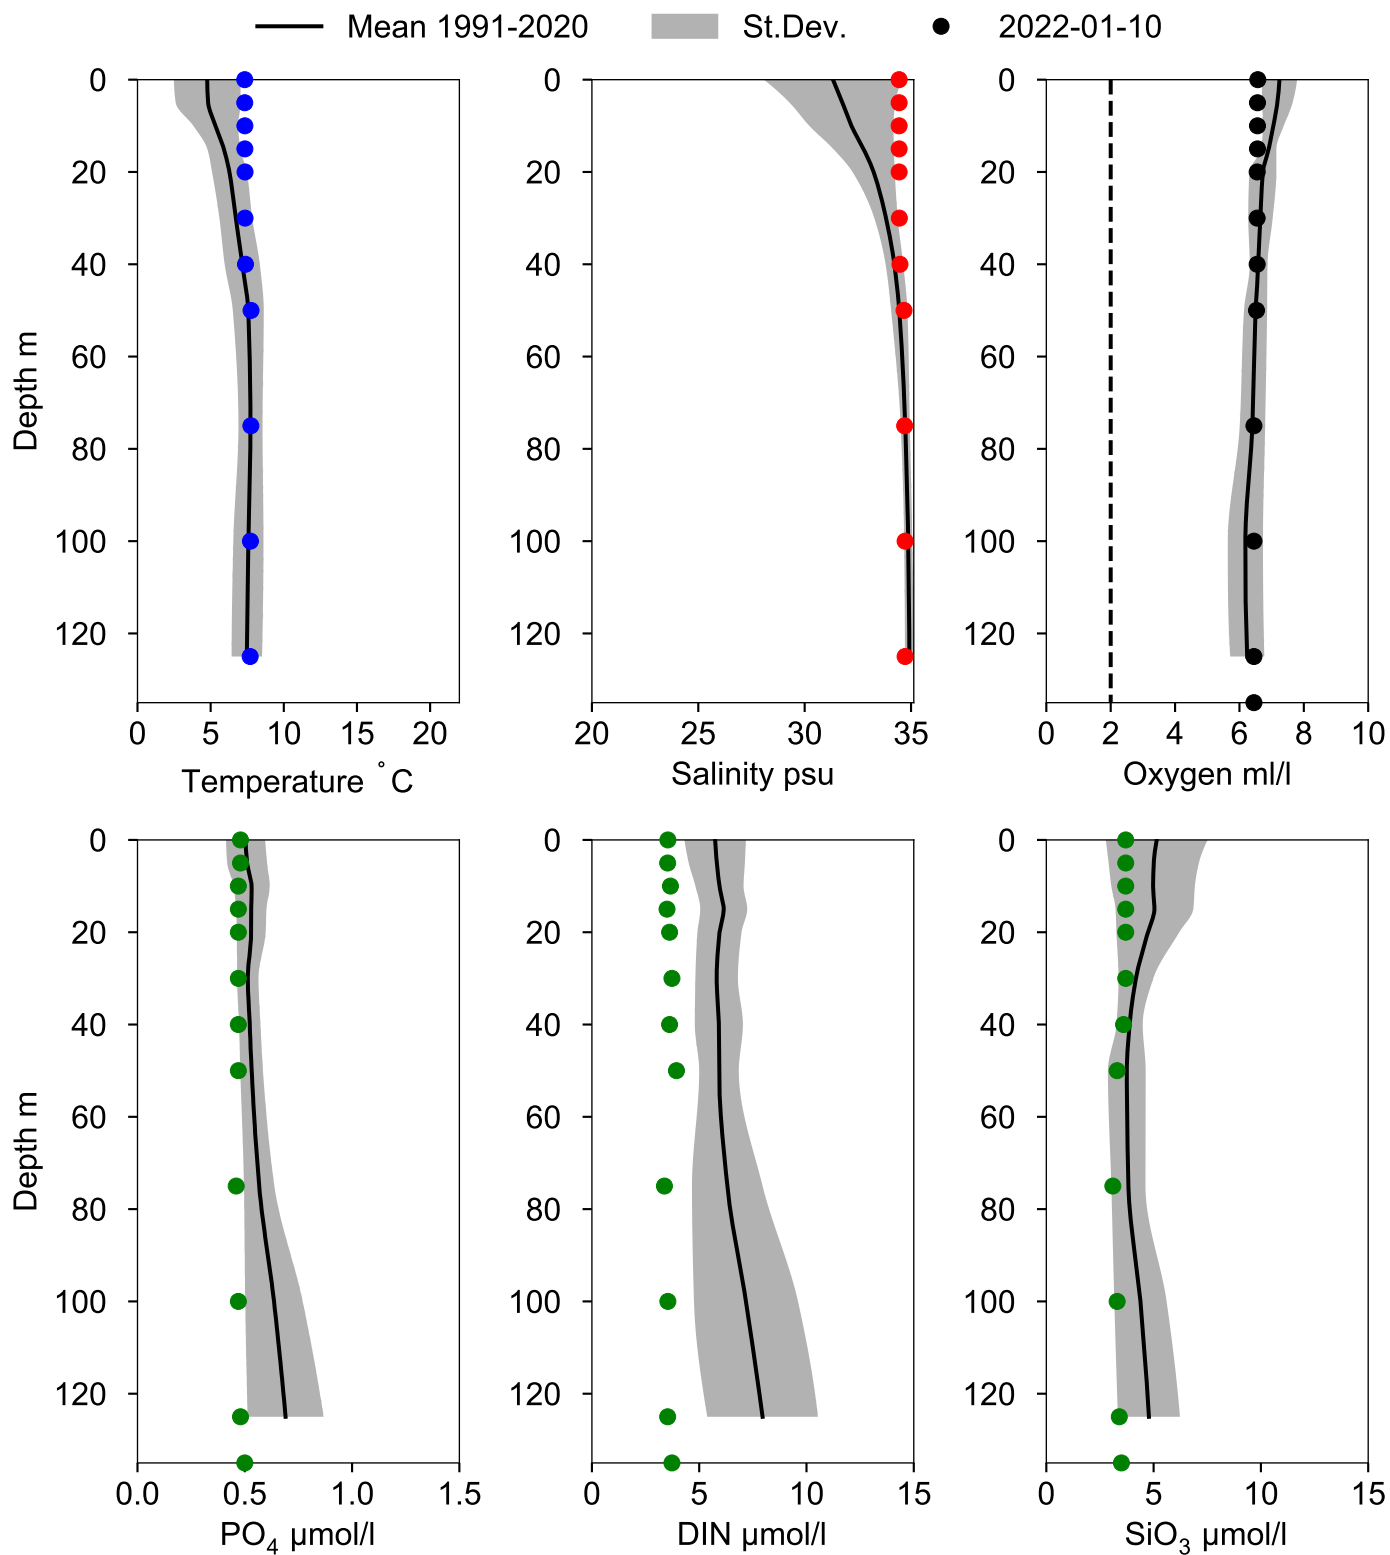 Mean 1991-2020 St.Dev. 2022-01-10
0 0 0
20 20 20
40 40 40
60 60 60
80 80 80
100 100 100
120 120 120
Depth m
0 5 10 15 20 20 25 30 35 0 2 4 6 8 10
Temperature °C Salinity psu Oxygen ml/l
0 0 0
20 20 20
40 40 40
60 60 60
80 80 80
100 100 100
120 120 120
Depth m
0.0 0.5 1.0 1.5 0 5 10 15 0 5 10 15
PO₄ µmol/l DIN µmol/l SiO₃ µmol/l